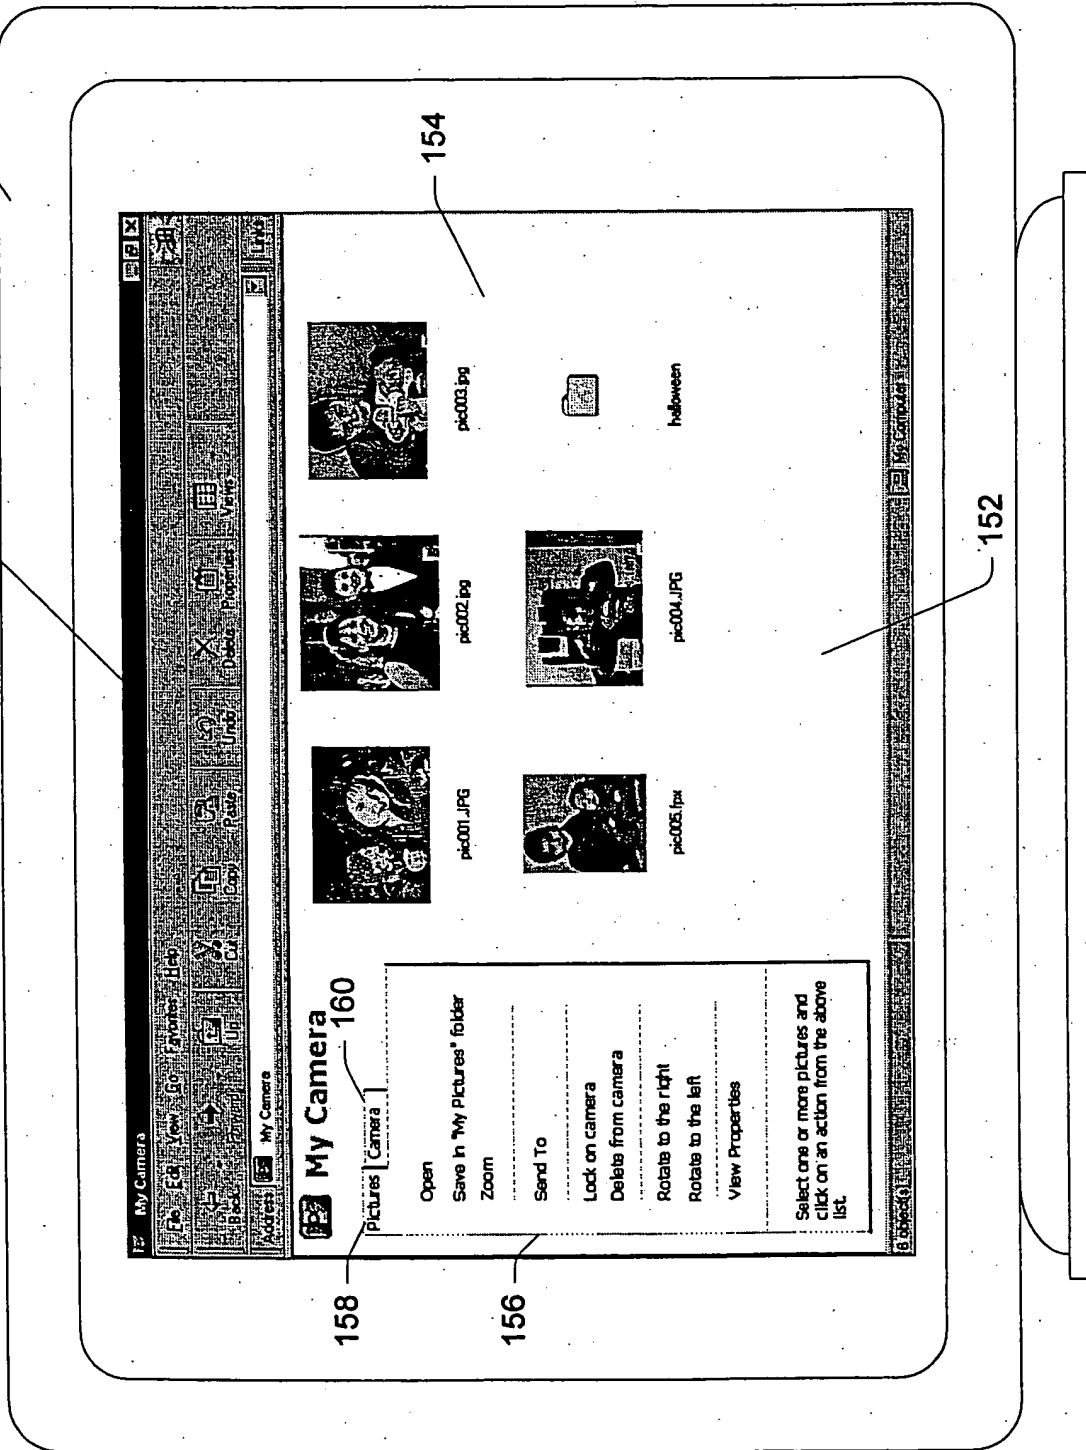 My Camera
File Edit View Go Favorites Help
Back Forward Up Cut Copy Paste Undo Delete Properties Views
Address My Camera Links
My Camera
158
160
Pictures Camera
Open
Save in "My Pictures" folder
Zoom
156
Send To
Lock on camera
Delete from camera
Rotate to the right
Rotate to the left
View Properties
Select one or more pictures and
click on an action from the above
list.
pic001.JPG pic002.jpg pic003.jpg
154
pic005.fpx pic004.JPG halloween
152
6 object(s) My Computer